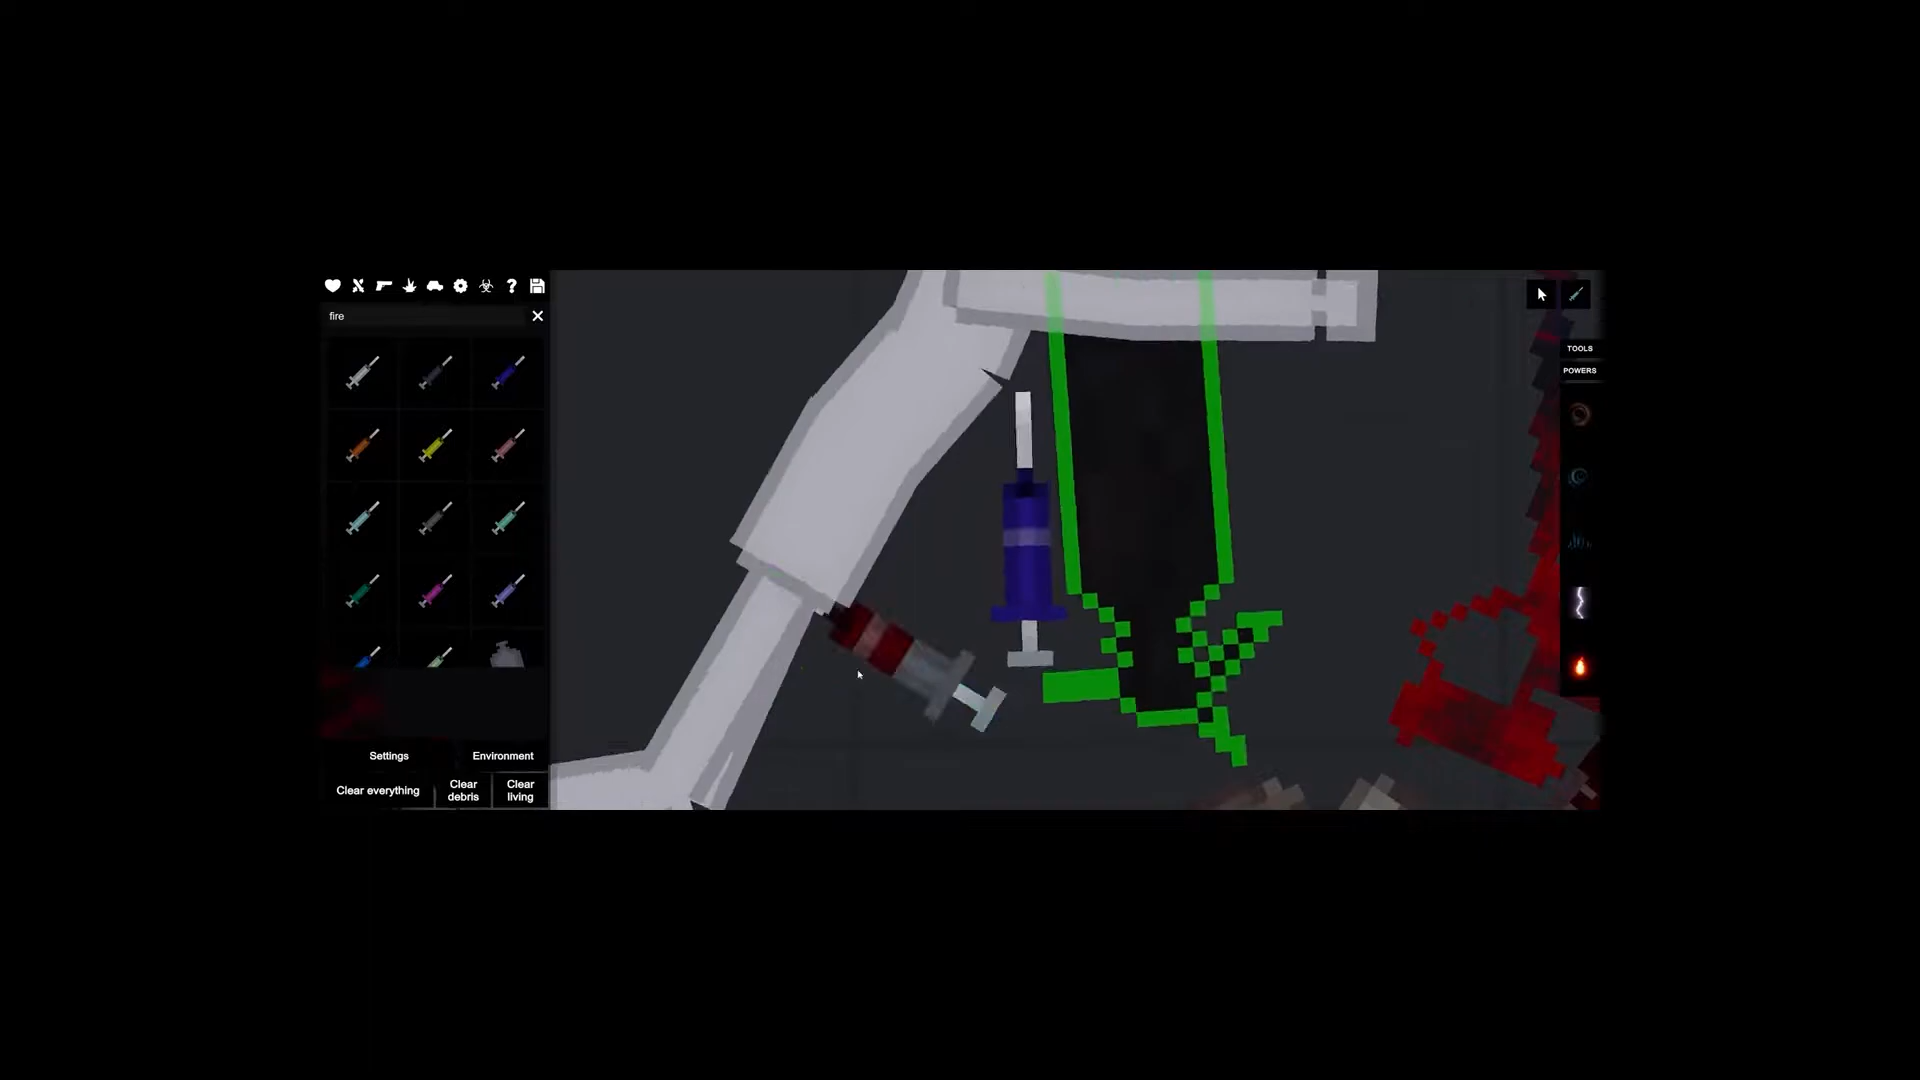 fire
TOOLS
POWERS
Settings
Environment
Clear everything
Clear
debris
Clear
living